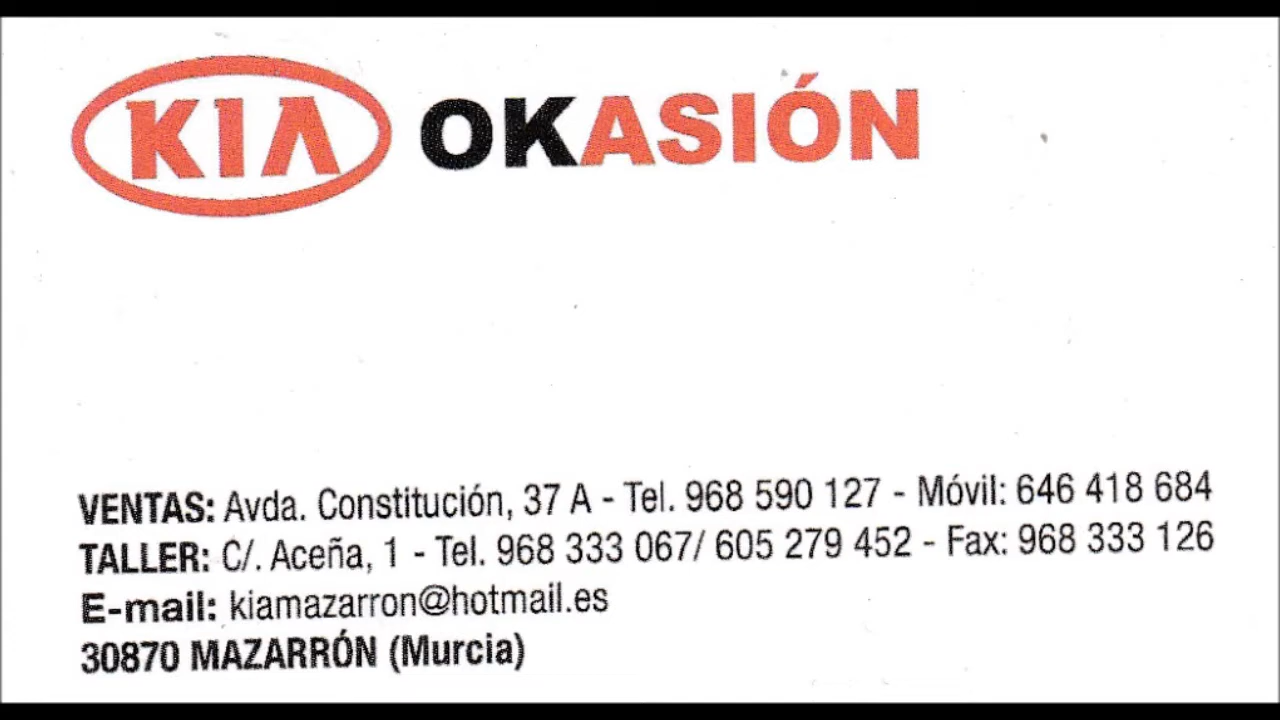 KIA OKASIÓN
VENTAS: Avda. Constitución, 37 A - Tel. 968 590 127 - Móvil: 646 418 684
TALLER: C/. Aceña, 1 - Tel. 968 333 067/ 605 279 452 - Fax: 968 333 126
E-mail: kiamazarron@hotmail.es
30870 MAZARRÓN (Murcia)